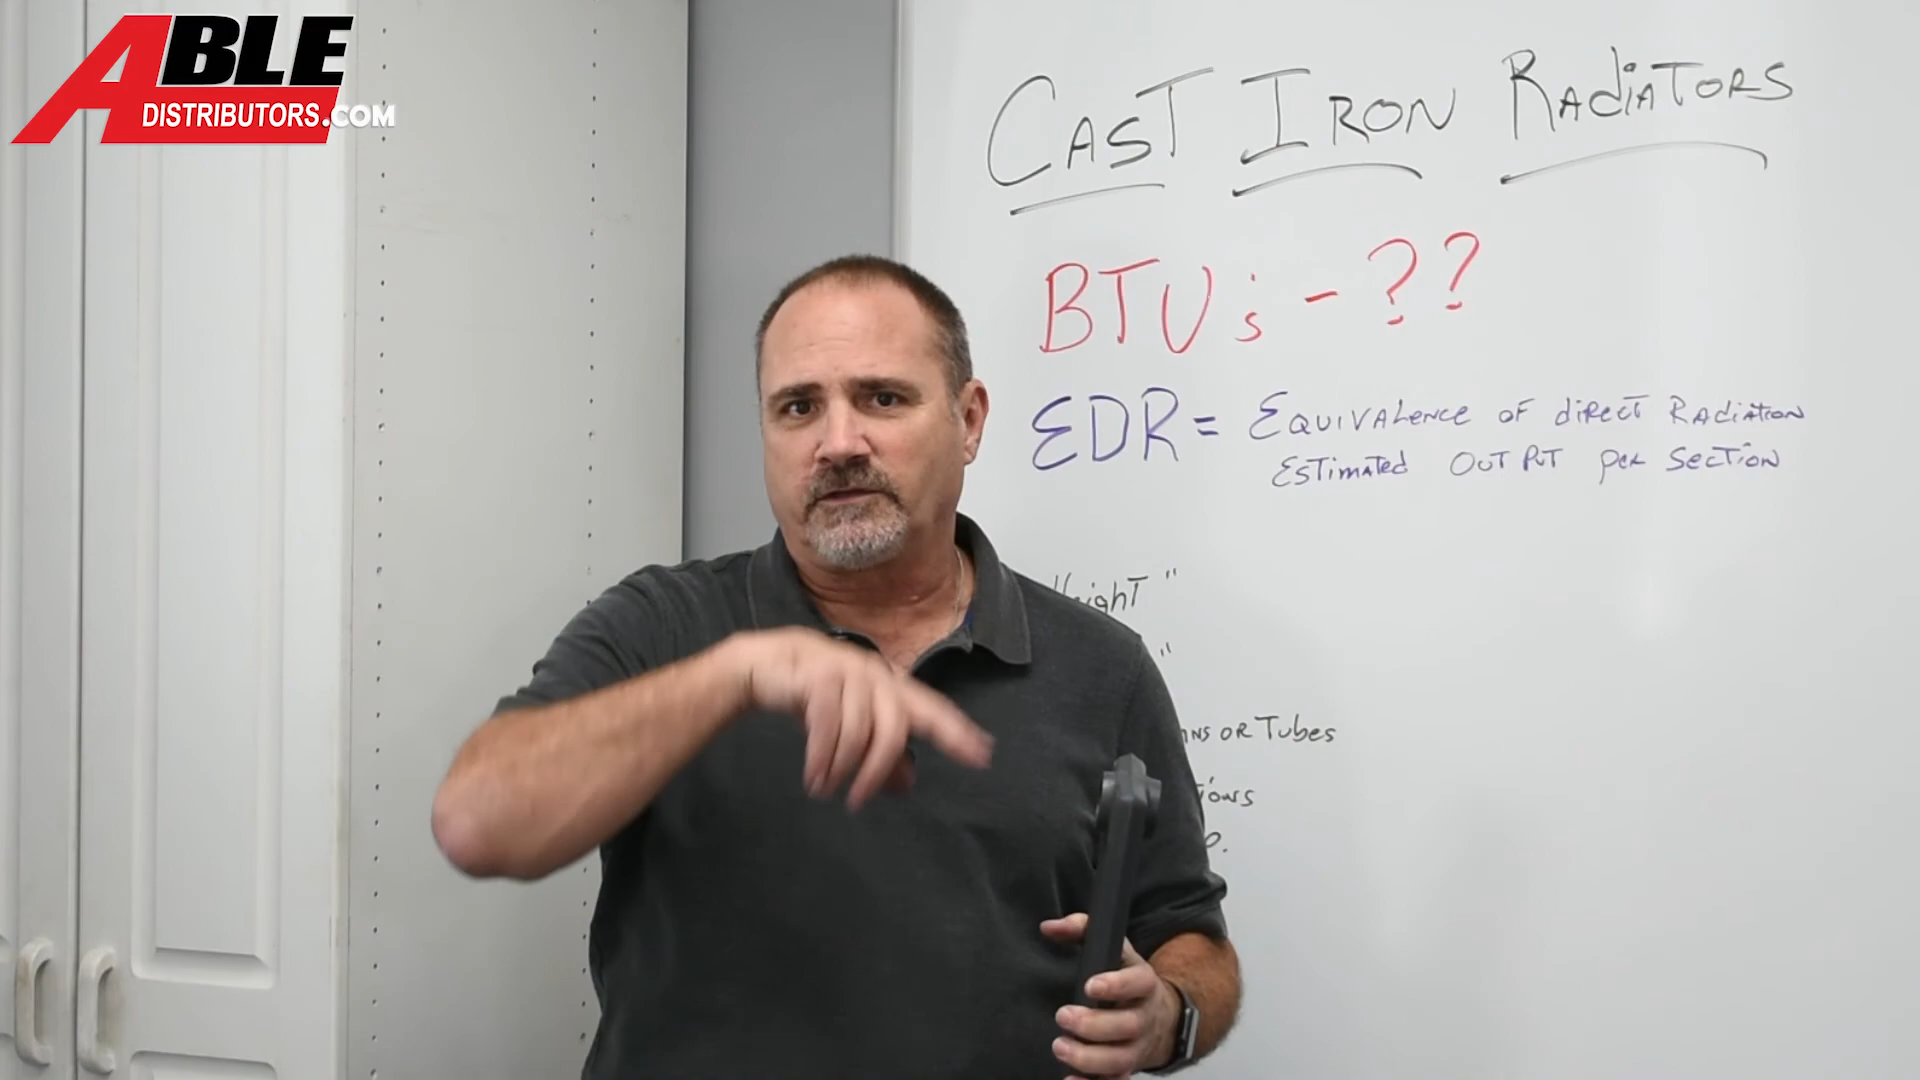 ABLE
DISTRIBUTORS.COM
CAST IRON RADIATORS
BTUs - ??
EDR = EQUIVALENCE OF DIRECT RADIATION
ESTIMATED OUTPUT PER SECTION
"
"
OR TUBES